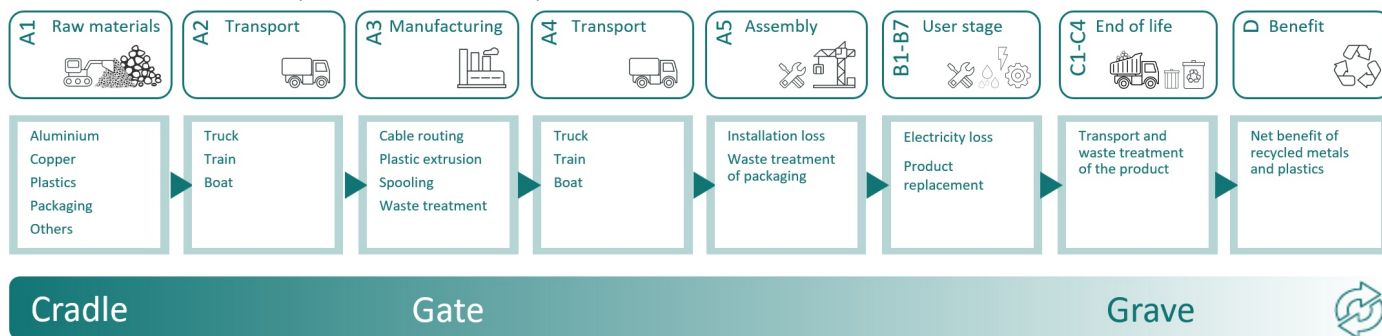 A1 Raw materials
A2 Transport
A3 Manufacturing
A4 Transport
A5 Assembly
B1-B7 User stage
C1-C4 End of life
D Benefit
Aluminium
Copper
Plastics
Packaging
Others
Truck
Train
Boat
Cable routing
Plastic extrusion
Spooling
Waste treatment
Truck
Train
Boat
Installation loss
Waste treatment
of packaging
Electricity loss
Product
replacement
Transport and
waste treatment
of the product
Net benefit of
recycled metals
and plastics
Cradle
Gate
Grave